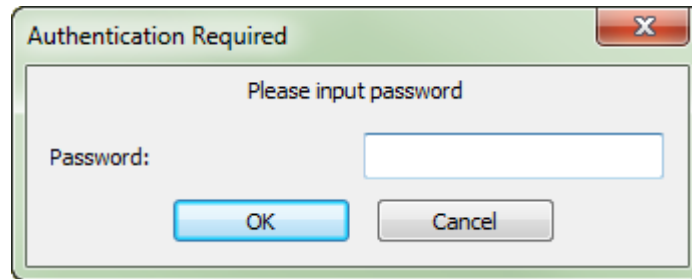 Authentication Required
Please input password
Password:
OK Cancel